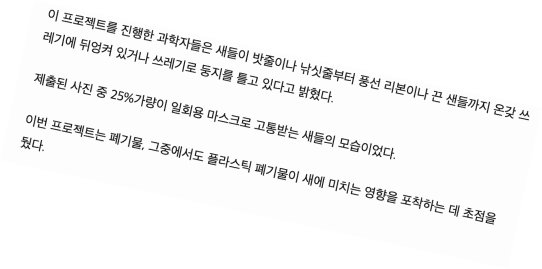 이 프로젝트를 진행한 과학자들은 새들이 밧줄이나 낚싯줄부터 풍선 리본이나 끈 샌들까지 온갖 쓰
레기에 뒤엉켜 있거나 쓰레기로 둥지를 틀고 있다고 밝혔다.
제출된 사진 중 25%가량이 일회용 마스크로 고통받는 새들의 모습이었다.
이번 프로젝트는 폐기물, 그중에서도 플라스틱 폐기물이 새에 미치는 영향을 포착하는 데 초점을
뒀다.